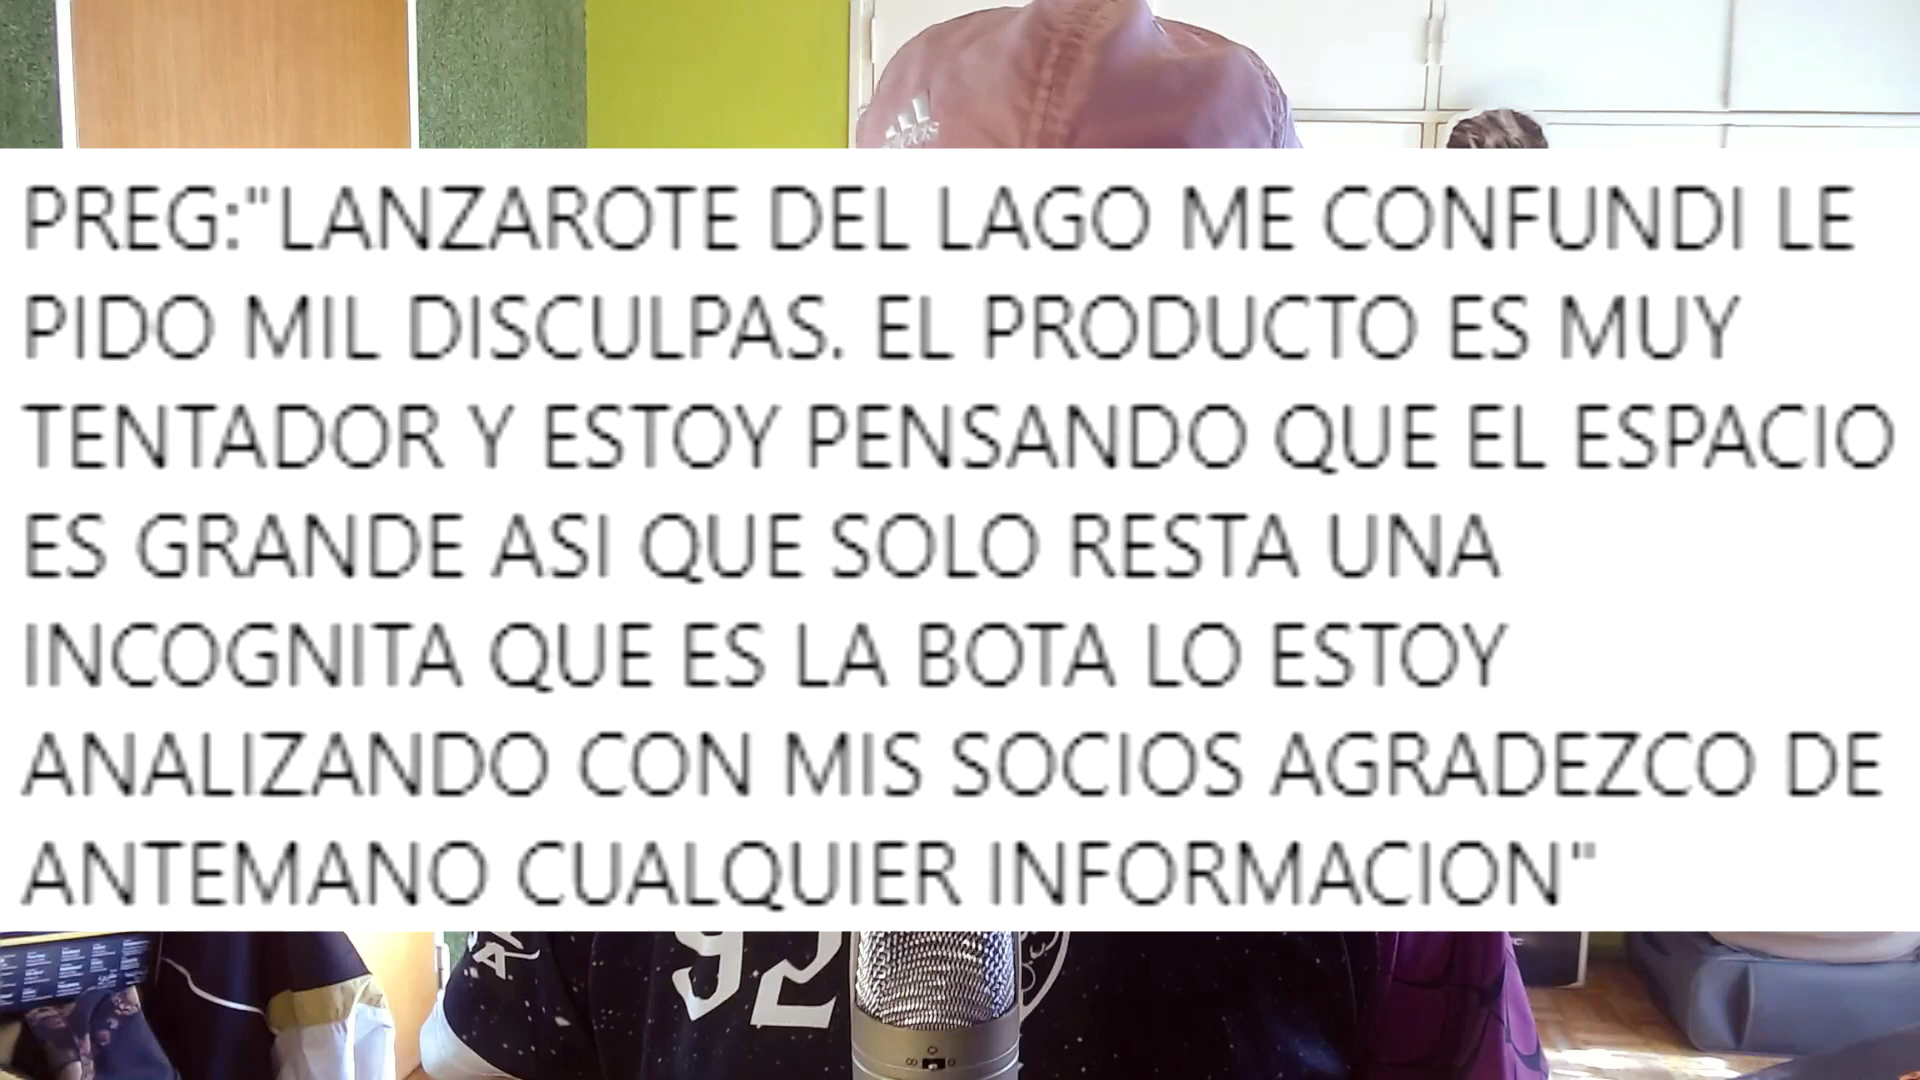 PREG:"LANZAROTE DEL LAGO ME CONFUNDI LE
PIDO MIL DISCULPAS. EL PRODUCTO ES MUY
TENTADOR Y ESTOY PENSANDO QUE EL ESPACIO
ES GRANDE ASI QUE SOLO RESTA UNA
INCOGNITA QUE ES LA BOTA LO ESTOY
ANALIZANDO CON MIS SOCIOS AGRADEZCO DE
ANTEMANO CUALQUIER INFORMACION"
92